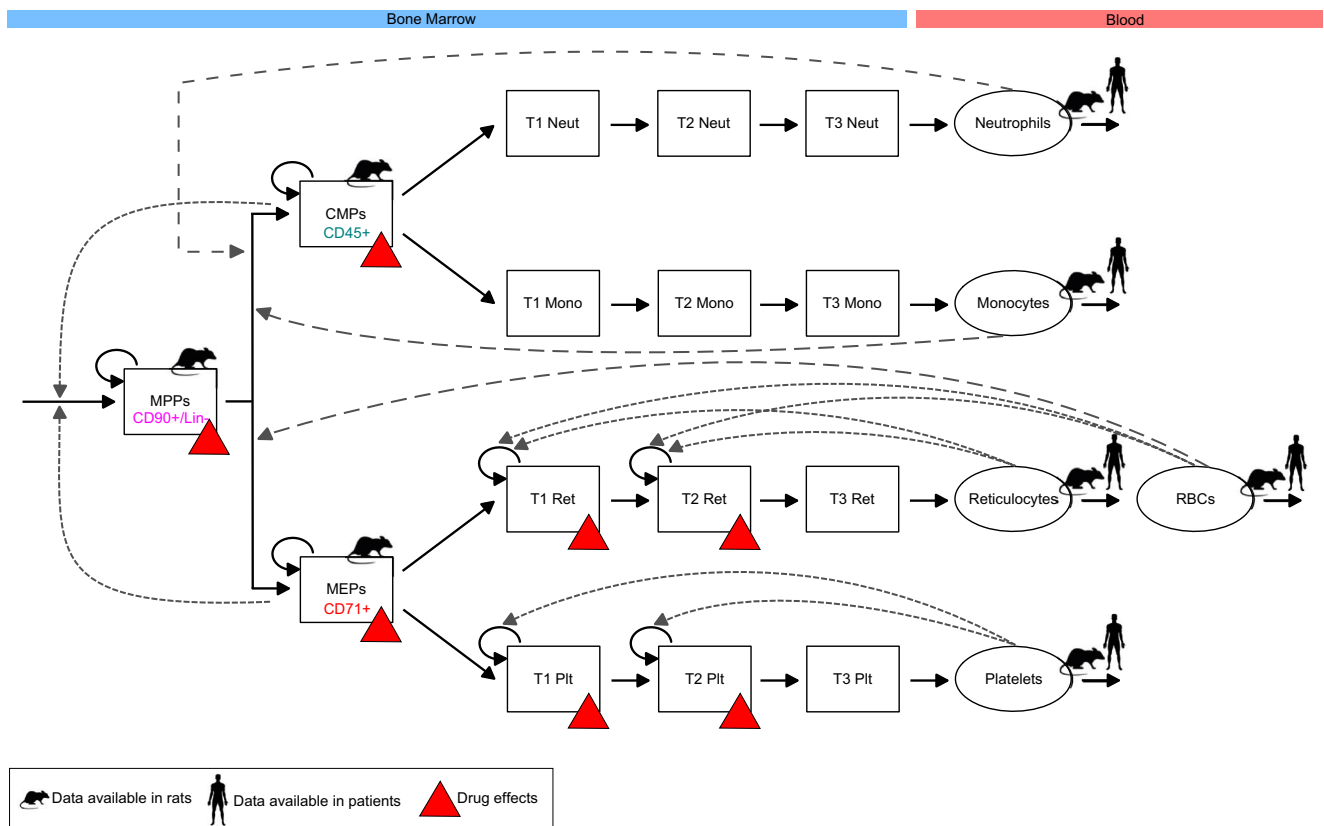 Bone Marrow
Blood
T1 Neut
T2 Neut
T3 Neut
Neutrophils
CMPs
CD45+
T1 Mono
T2 Mono
T3 Mono
Monocytes
MPPs
CD90+/Lin-
T1 Ret
T2 Ret
T3 Ret
Reticulocytes
RBCs
MEPs
CD71+
T1 Plt
T2 Plt
T3 Plt
Platelets
Data available in rats
Data available in patients
Drug effects